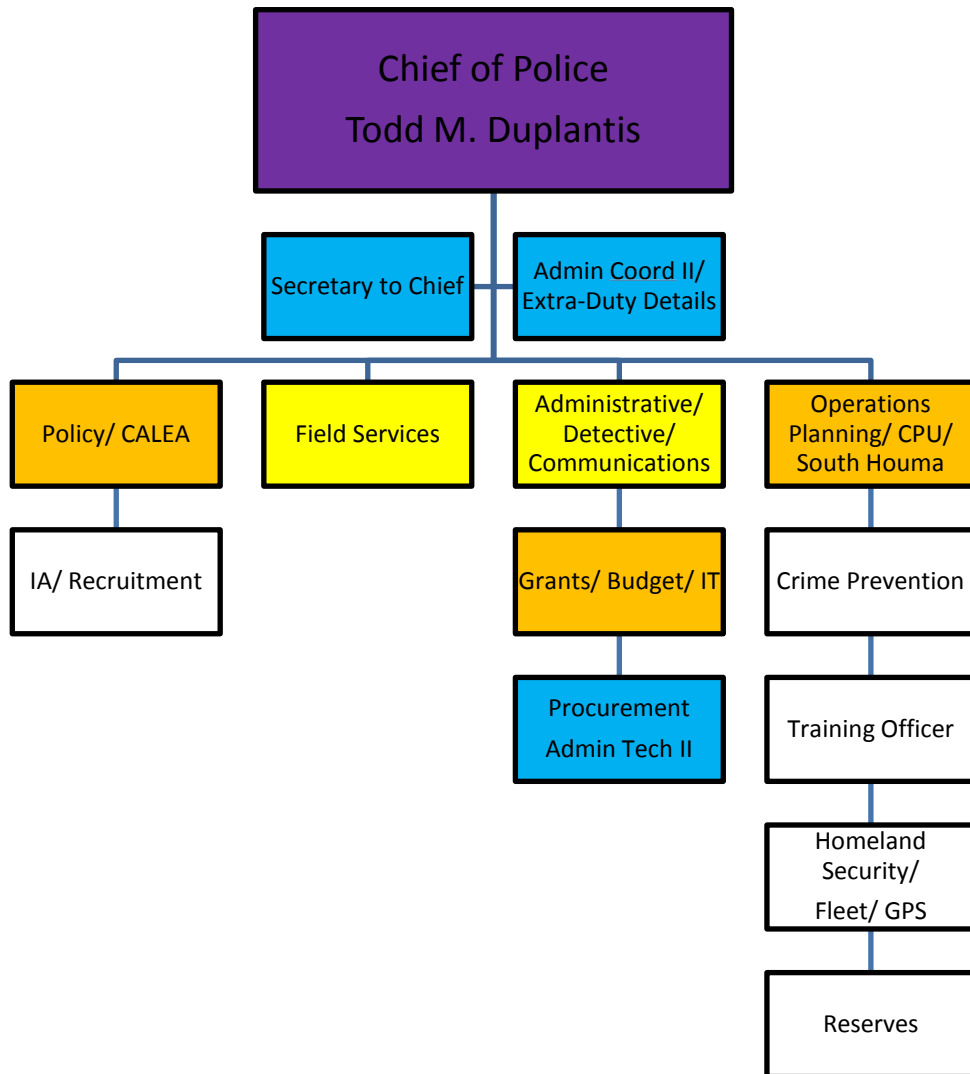 Chief of Police
Todd M. Duplantis
Secretary to Chief
Admin Coord II/
Extra-Duty Details
Policy/ CALEA
Field Services
Administrative/
Detective/
Communications
Operations
Planning/ CPU/
South Houma
IA/ Recruitment
Grants/ Budget/ IT
Crime Prevention
Procurement
Admin Tech II
Training Officer
Homeland
Security/
Fleet/ GPS
Reserves